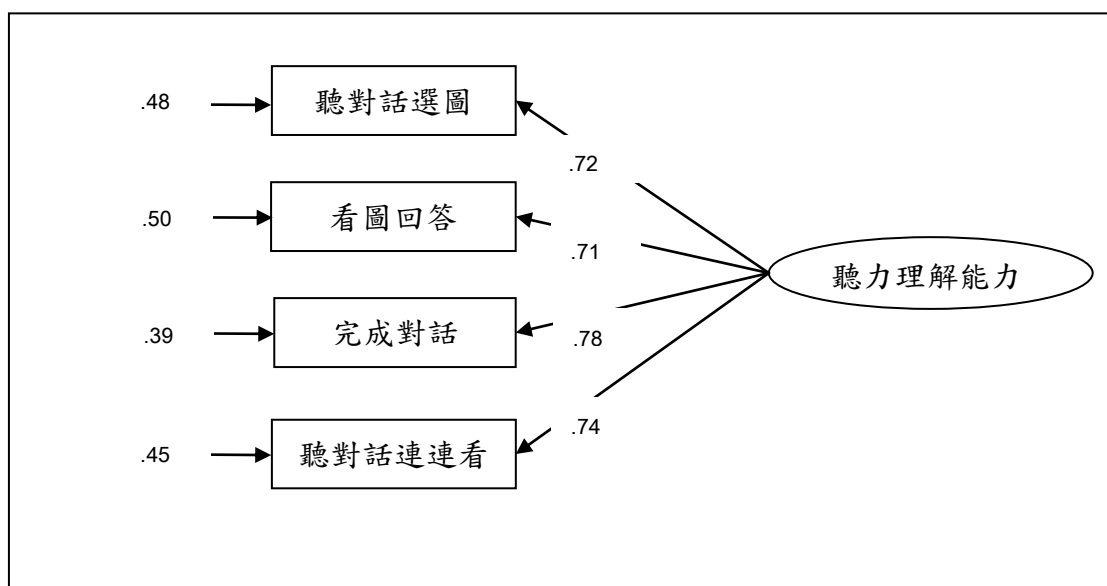 .48
聽對話選圖
.72
.50
看圖回答
.71
聽力理解能力
.39
完成對話
.78
.45
聽對話連連看
.74